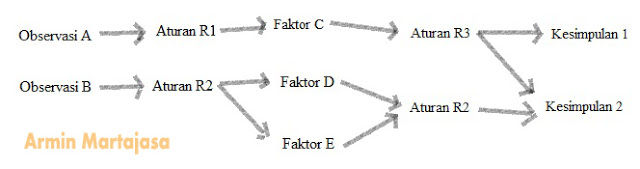 Observasi A
Aturan R1
Faktor C
Aturan R3
Kesimpulan 1
Observasi B
Aturan R2
Faktor D
Aturan R2
Kesimpulan 2
Faktor E
Armin Martajasa